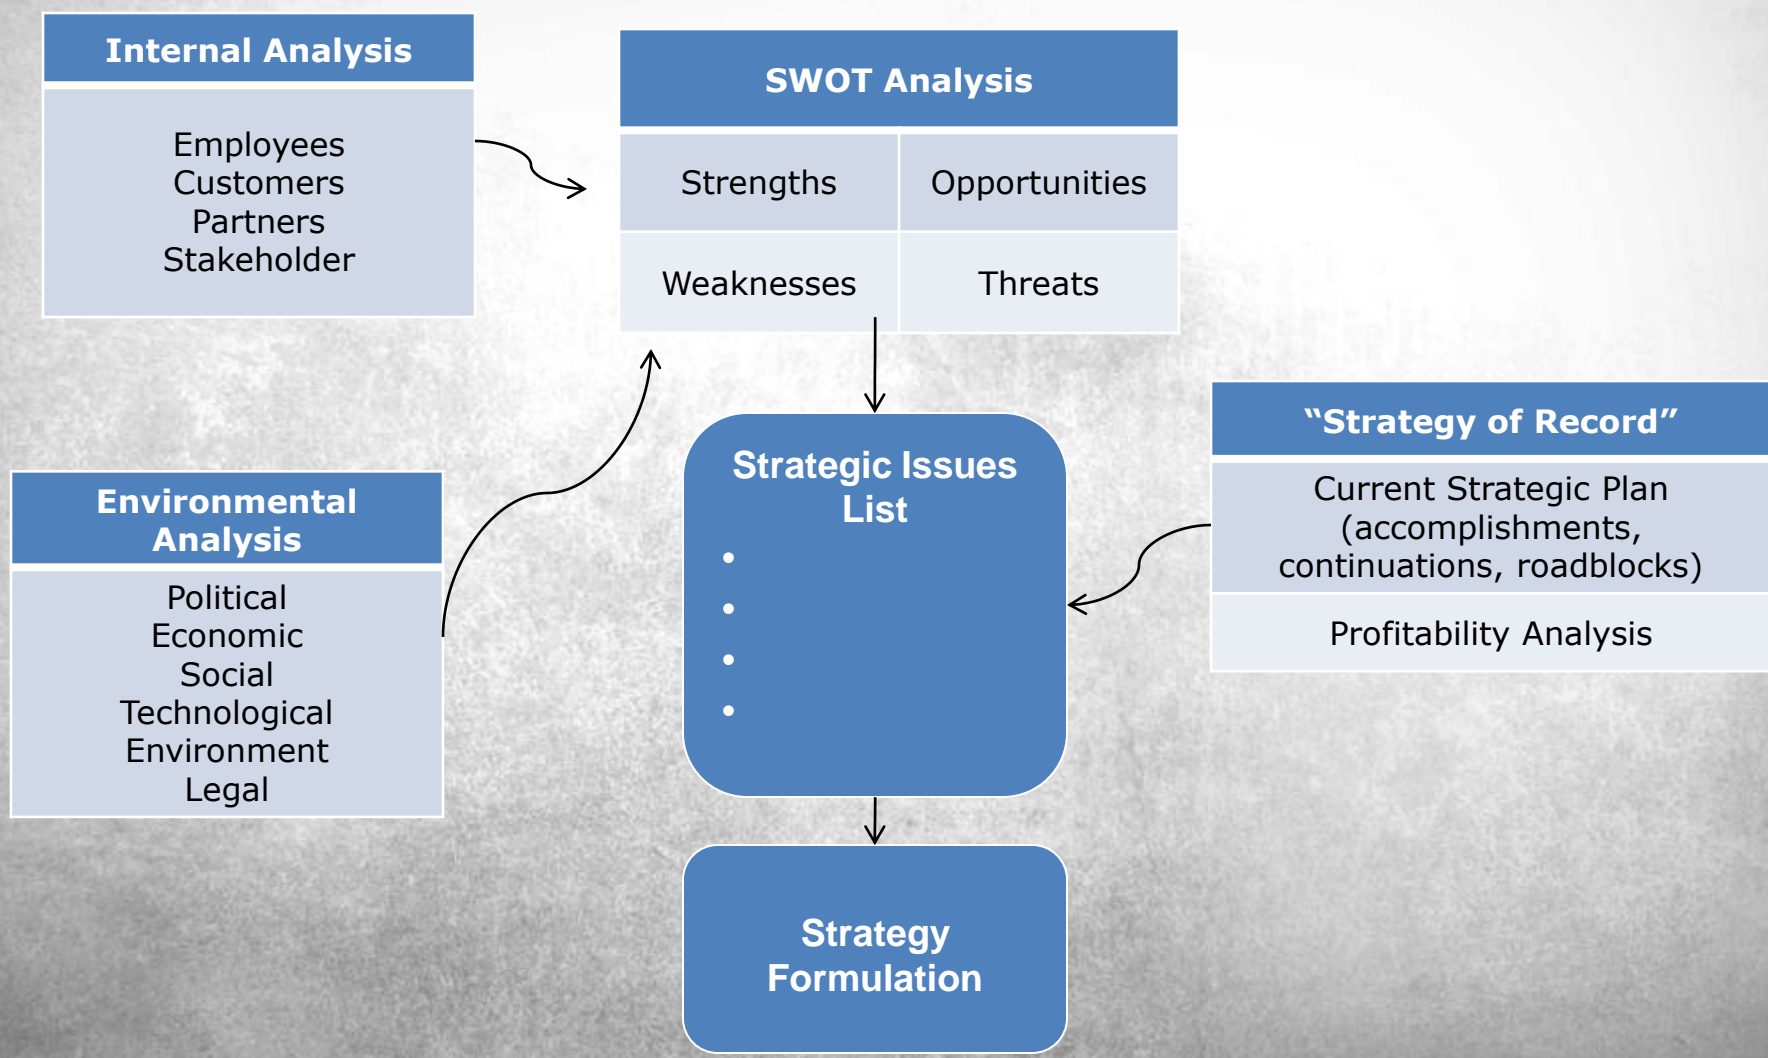 Internal Analysis
Employees
Customers
Partners
Stakeholder
SWOT Analysis
Strengths
Opportunities
Weaknesses
Threats
Environmental
Analysis
Political
Economic
Social
Technological
Environment
Legal
Strategic Issues
List
•
•
•
•
“Strategy of Record”
Current Strategic Plan
(accomplishments,
continuations, roadblocks)
Profitability Analysis
Strategy
Formulation